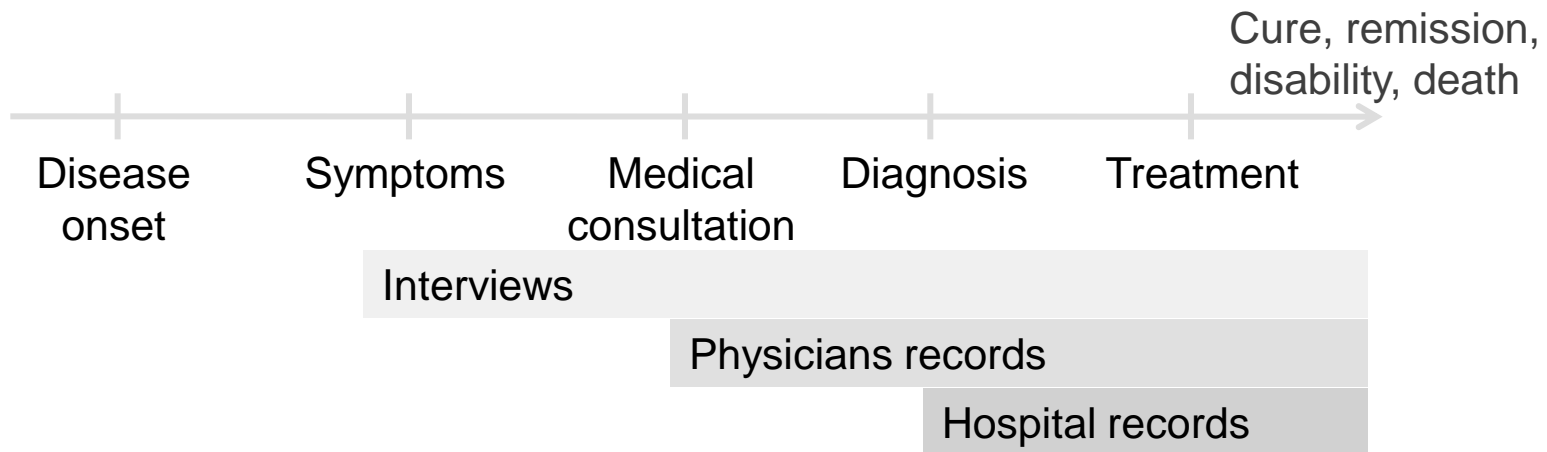 Cure, remission,
disability, death
Disease
onset
Symptoms
Medical
consultation
Diagnosis
Treatment
Interviews
Physicians records
Hospital records